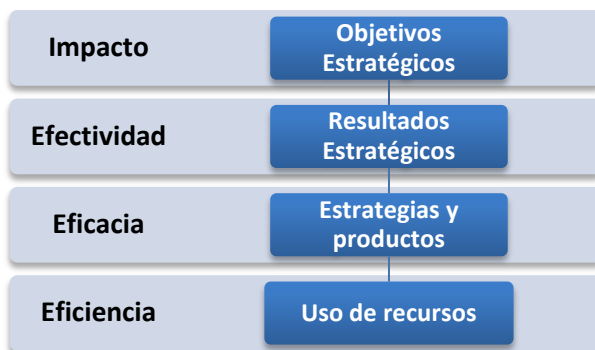 Impacto
Objetivos
Estratégicos
Efectividad
Resultados
Estratégicos
Eficacia
Estrategias y
productos
Eficiencia
Uso de recursos